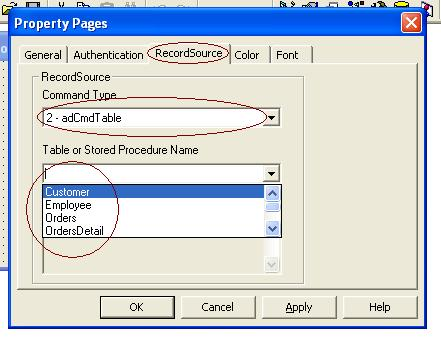 Property Pages
General Authentication RecordSource Color Font
RecordSource
Command Type
2 - adCmdTable
Table or Stored Procedure Name
Customer
Employee
Orders
OrdersDetail
OK Cancel Apply Help